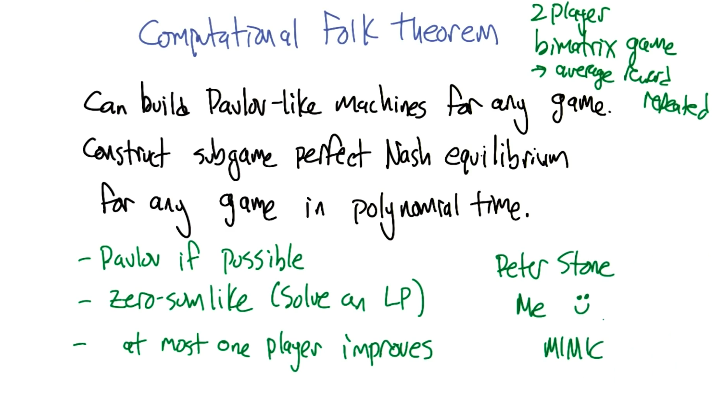 Computational Folk Theorem
2 player
bimatrix game
→ average reward
repeated
Can build Pavlov-like machines for any game.
Construct subgame perfect Nash equilibrium
for any game in polynomial time.
- Pavlov if possible
- zero-sum like (solve an LP)
- at most one player improves
Peter Stone
Me ☺
MIMIC